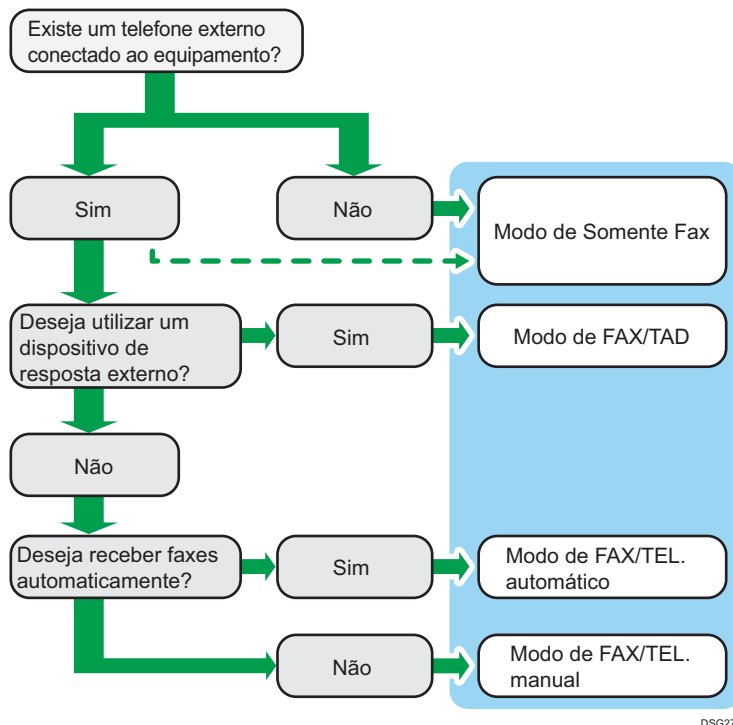 Existe um telefone externo
conectado ao equipamento?
Sim
Não
Modo de Somente Fax
Deseja utilizar um
dispositivo de
resposta externo?
Sim
Modo de FAX/TAD
Não
Deseja receber faxes
automaticamente?
Sim
Modo de FAX/TEL.
automático
Não
Modo de FAX/TEL.
manual